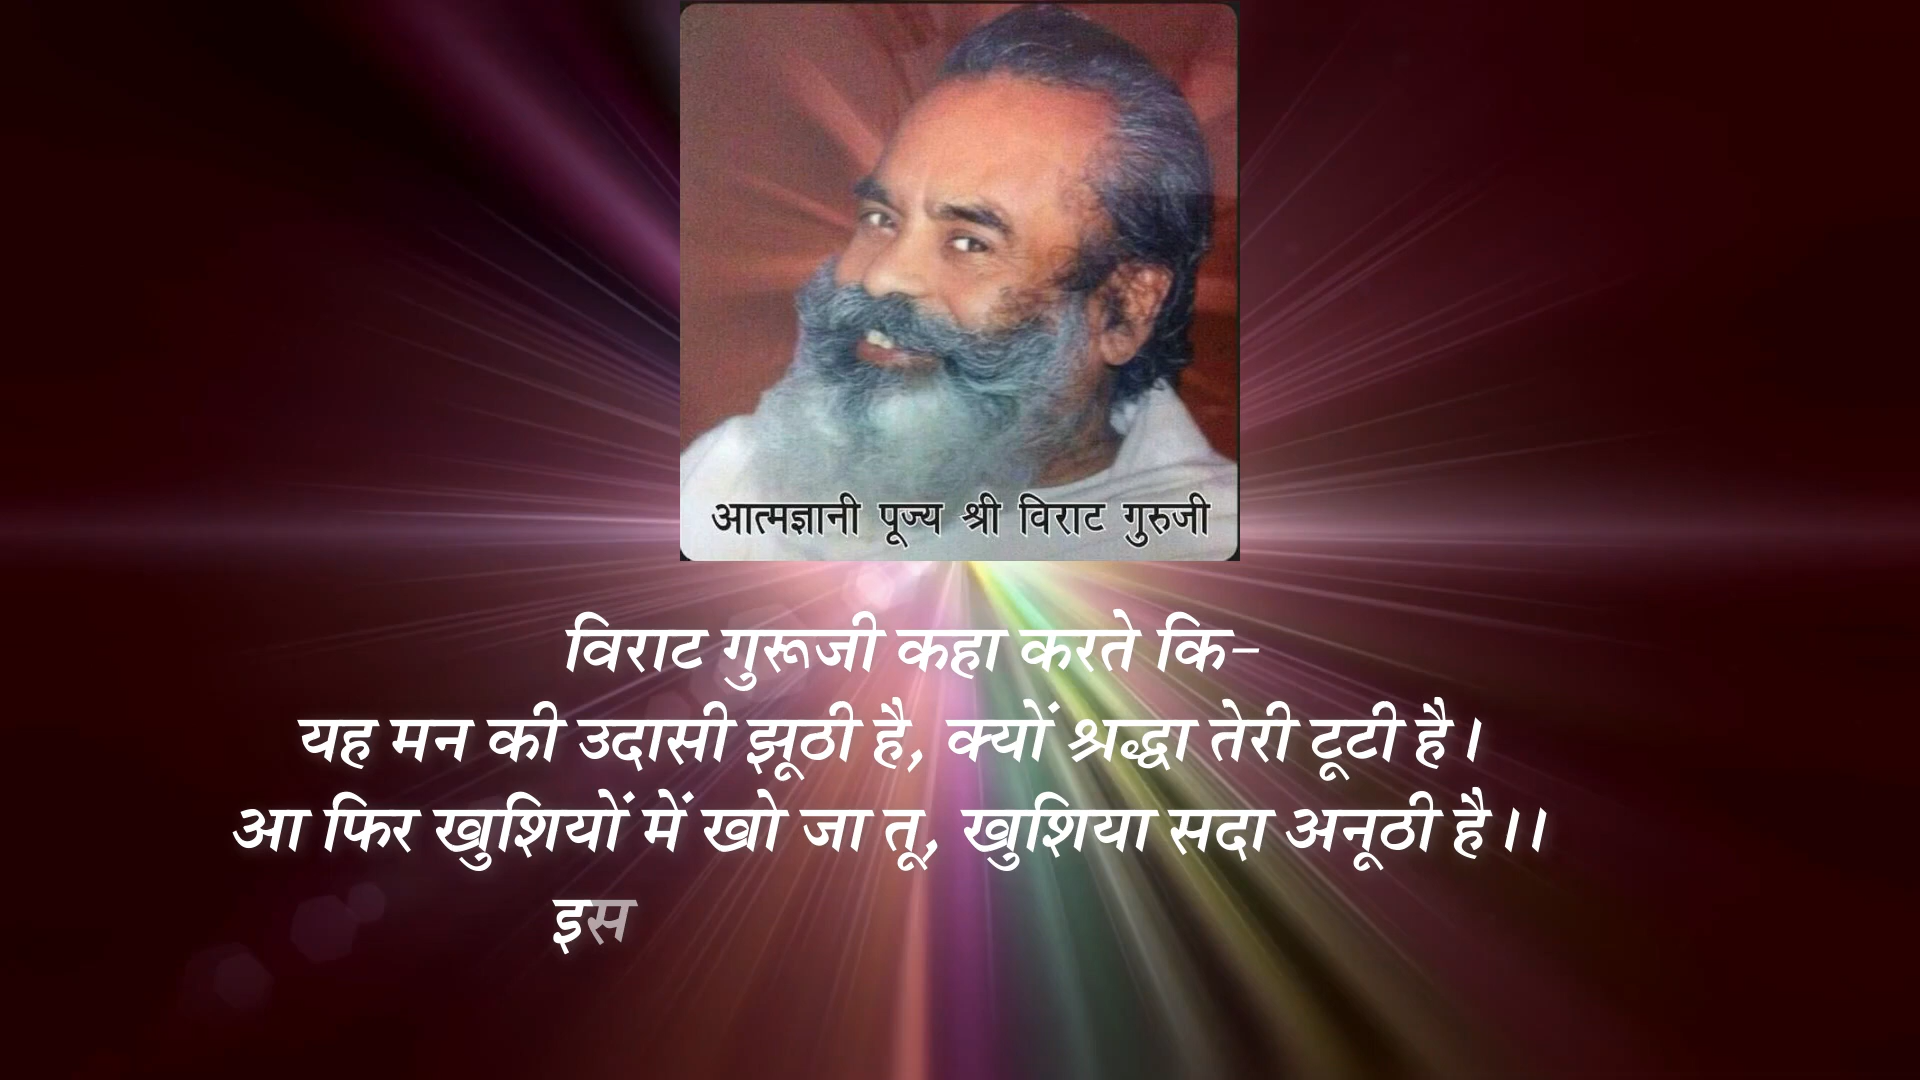 आत्मज्ञानी पूज्य श्री विराट गुरुजी
विराट गुरूजी कहा करते कि-
यह मन की उदासी झूठी है, क्यों श्रद्धा तेरी टूटी है।
आ फिर खुशियों में खो जा तू, खुशिया सदा अनूठी है।।
इस